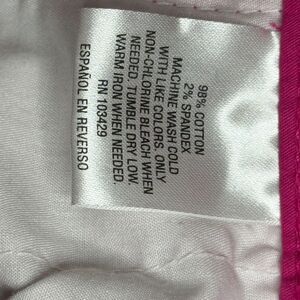 98% COTTON
2% SPANDEX
MACHINE WASH COLD
WITH LIKE COLORS. ONLY
NON-CHLORINE BLEACH WHEN
NEEDED. TUMBLE DRY LOW.
WARM IRON WHEN NEEDED.
RN 103429
ESPAÑOL EN REVERSO